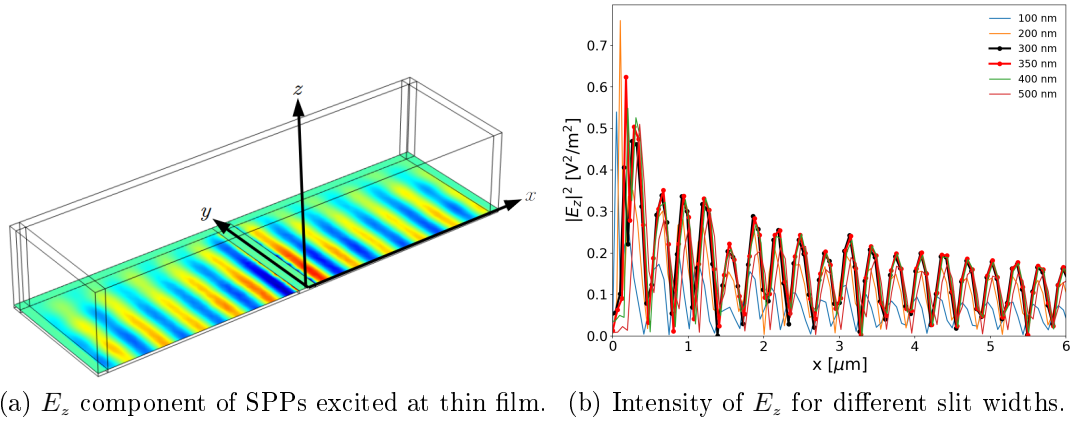 z
y
x
0.0
0.1
0.2
0.3
0.4
0.5
0.6
0.7
|E_z|² [V²/m²]
100 nm
200 nm
300 nm
350 nm
400 nm
500 nm
0 1 2 3 4 5 6
x [μm]
(a) E_z component of SPPs excited at thin film.
(b) Intensity of E_z for different slit widths.